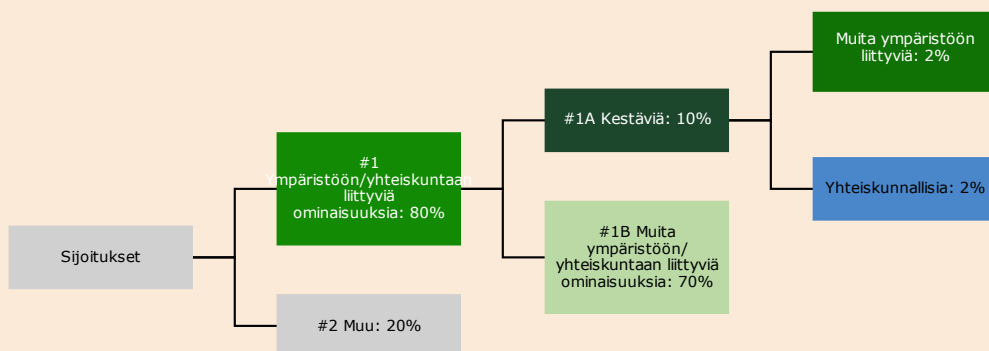 Muita ympäristöön
liittyviä: 2%
#1A Kestäviä: 10%
#1
Ympäristöön/yhteiskuntaan
liittyviä
ominaisuuksia: 80%
Yhteiskunnallisia: 2%
#1B Muita
ympäristöön/
yhteiskuntaan liittyviä
ominaisuuksia: 70%
Sijoitukset
#2 Muu: 20%